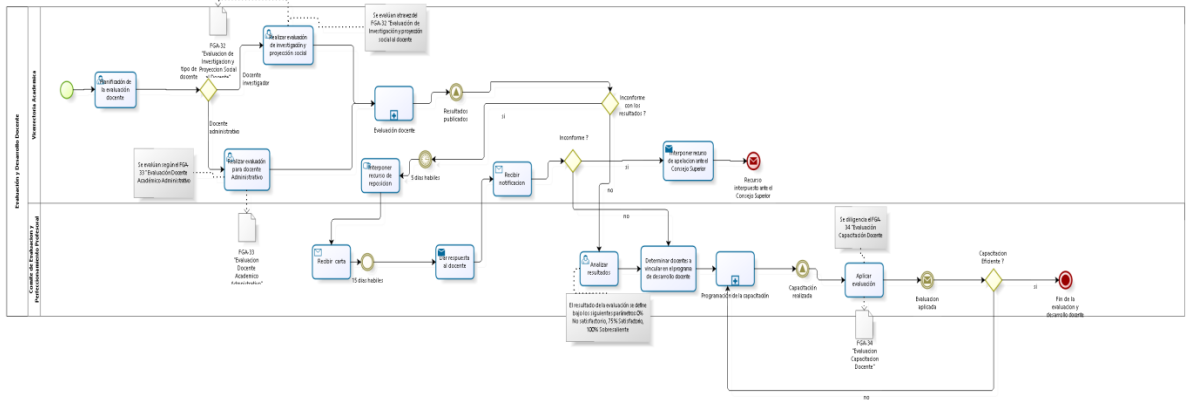 Evaluación y Desarrollo Docente
Vicerrectoria Academica
Comite de Evaluacion y
Perfeccionamiento Profesional
Planificación de
la evaluación
docente
tipo de
docente
FGA-32
"Evaluacion de
Investigacion y
Proyeccion Social
Docente
investigador
Docente
administrativo
Realizar evaluación
de investigación y
proyección social
Se evalúan atravez del
FGA-32 "Evaluación de
Investigación y proyección
social al docente
Se evalúan según el FGA-
33 "Evaluación Docente
Académico Administrativo
Realizar evaluación
para docente
Administrativo
FGA-33
"Evaluacion
Docente
Academico
Administrativo"
Evaluación docente
Resultados
publicados
Inconforme
con los
resultados ?
si
no
5 dias habiles
Interponer
recurso de
reposicion
Recibir carta
15 dias habiles
Dar respuesta
al docente
Recibir
notificacion
Inconforme ?
si
no
Interponer recurso
de apelacion ante el
Consejo Superior
Recurso
interpuesto ante el
Consejo Superior
Analizar
resultados
El resultado de la evaluación se define
bajo los siguientes parámetros: 0%
No satisfactorio, 75% Satisfactorio,
100% Sobresaliente
Determinar docentes a
vincular en el programa
de desarrollo docente
Programación de la capacitación
Capacitación
realizada
Se diligencia el FGA-
34 "Evaluación
Capacitación Docente
Aplicar
evaluación
FGA-34
"Evaluacion
Capacitacion
Docente"
Evaluacion
aplicada
Capacitacion
Eficiente ?
si
no
Fin de la
evaluacion y
desarrollo docente